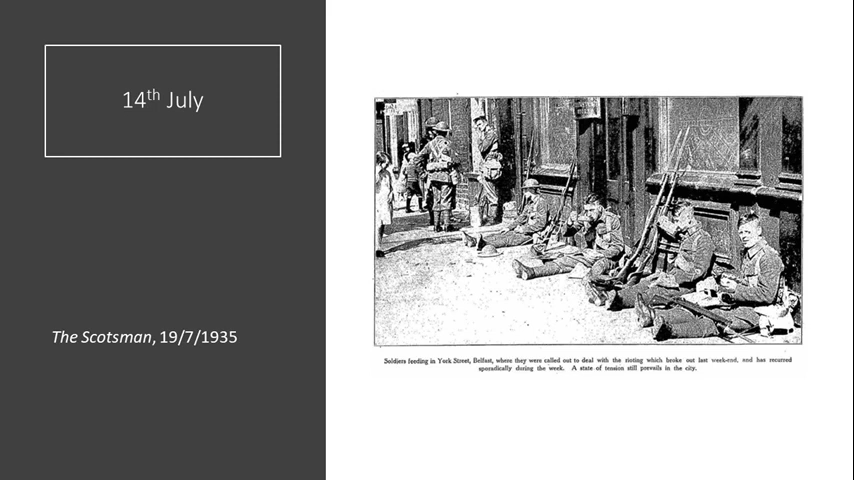 14th July
The Scotsman, 19/7/1935
Soldiers feeding in York Street, Belfast, where they were called out to deal with the rioting which broke out last week-end, and has recurred
sporadically during the week. A state of tension still prevails in the city.